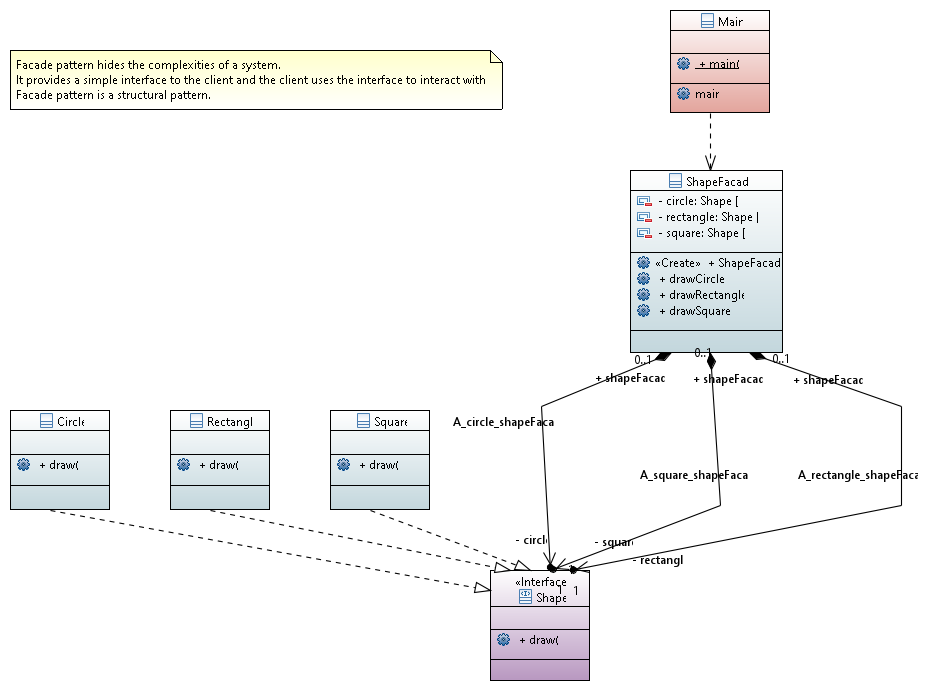 Mair
+ main(
mair
Facade pattern hides the complexities of a system.
It provides a simple interface to the client and the client uses the interface to interact with
Facade pattern is a structural pattern.
ShapeFacad
- circle: Shape [
- rectangle: Shape |
- square: Shape [
«Create» + ShapeFacad
+ drawCircle
+ drawRectangle
+ drawSquare
0..1
0..1
0..1
+ shapeFacac
+ shapeFacac
+ shapeFacac
Circle
Rectangl
Square
A_circle_shapeFaca
+ draw(
+ draw(
+ draw(
A_square_shapeFaca
A_rectangle_shapeFaca
- circl
- squar
- rectangl
«Interface
1
1
Shape
+ draw(